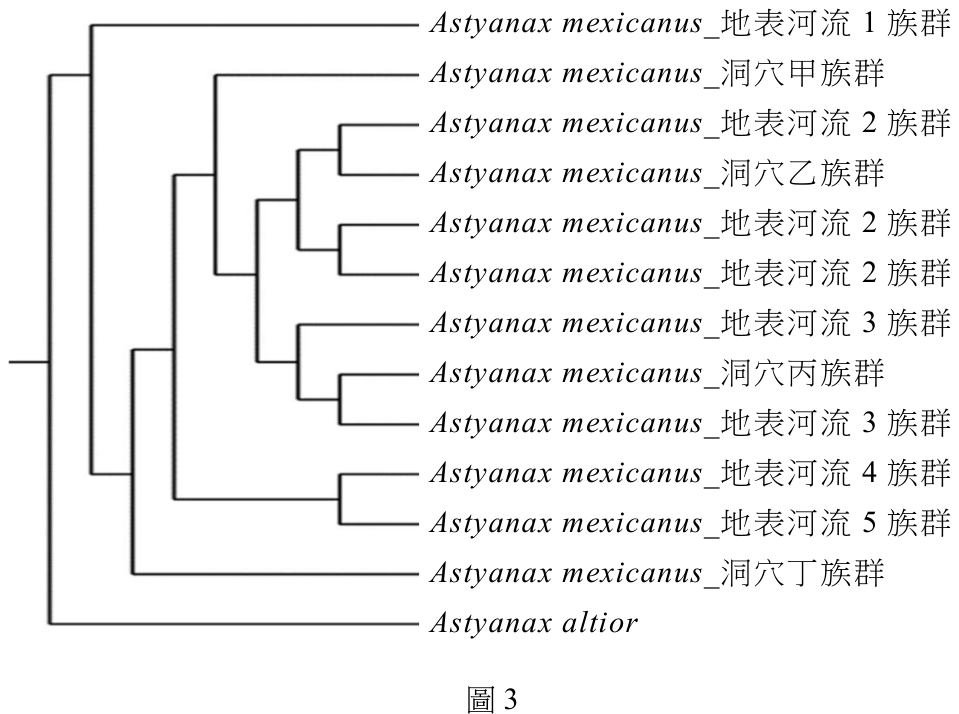 Astyanax mexicanus_地表河流 1 族群
Astyanax mexicanus_洞穴甲族群
Astyanax mexicanus_地表河流 2 族群
Astyanax mexicanus_洞穴乙族群
Astyanax mexicanus_地表河流 2 族群
Astyanax mexicanus_地表河流 2 族群
Astyanax mexicanus_地表河流 3 族群
Astyanax mexicanus_洞穴丙族群
Astyanax mexicanus_地表河流 3 族群
Astyanax mexicanus_地表河流 4 族群
Astyanax mexicanus_地表河流 5 族群
Astyanax mexicanus_洞穴丁族群
Astyanax altior
圖 3